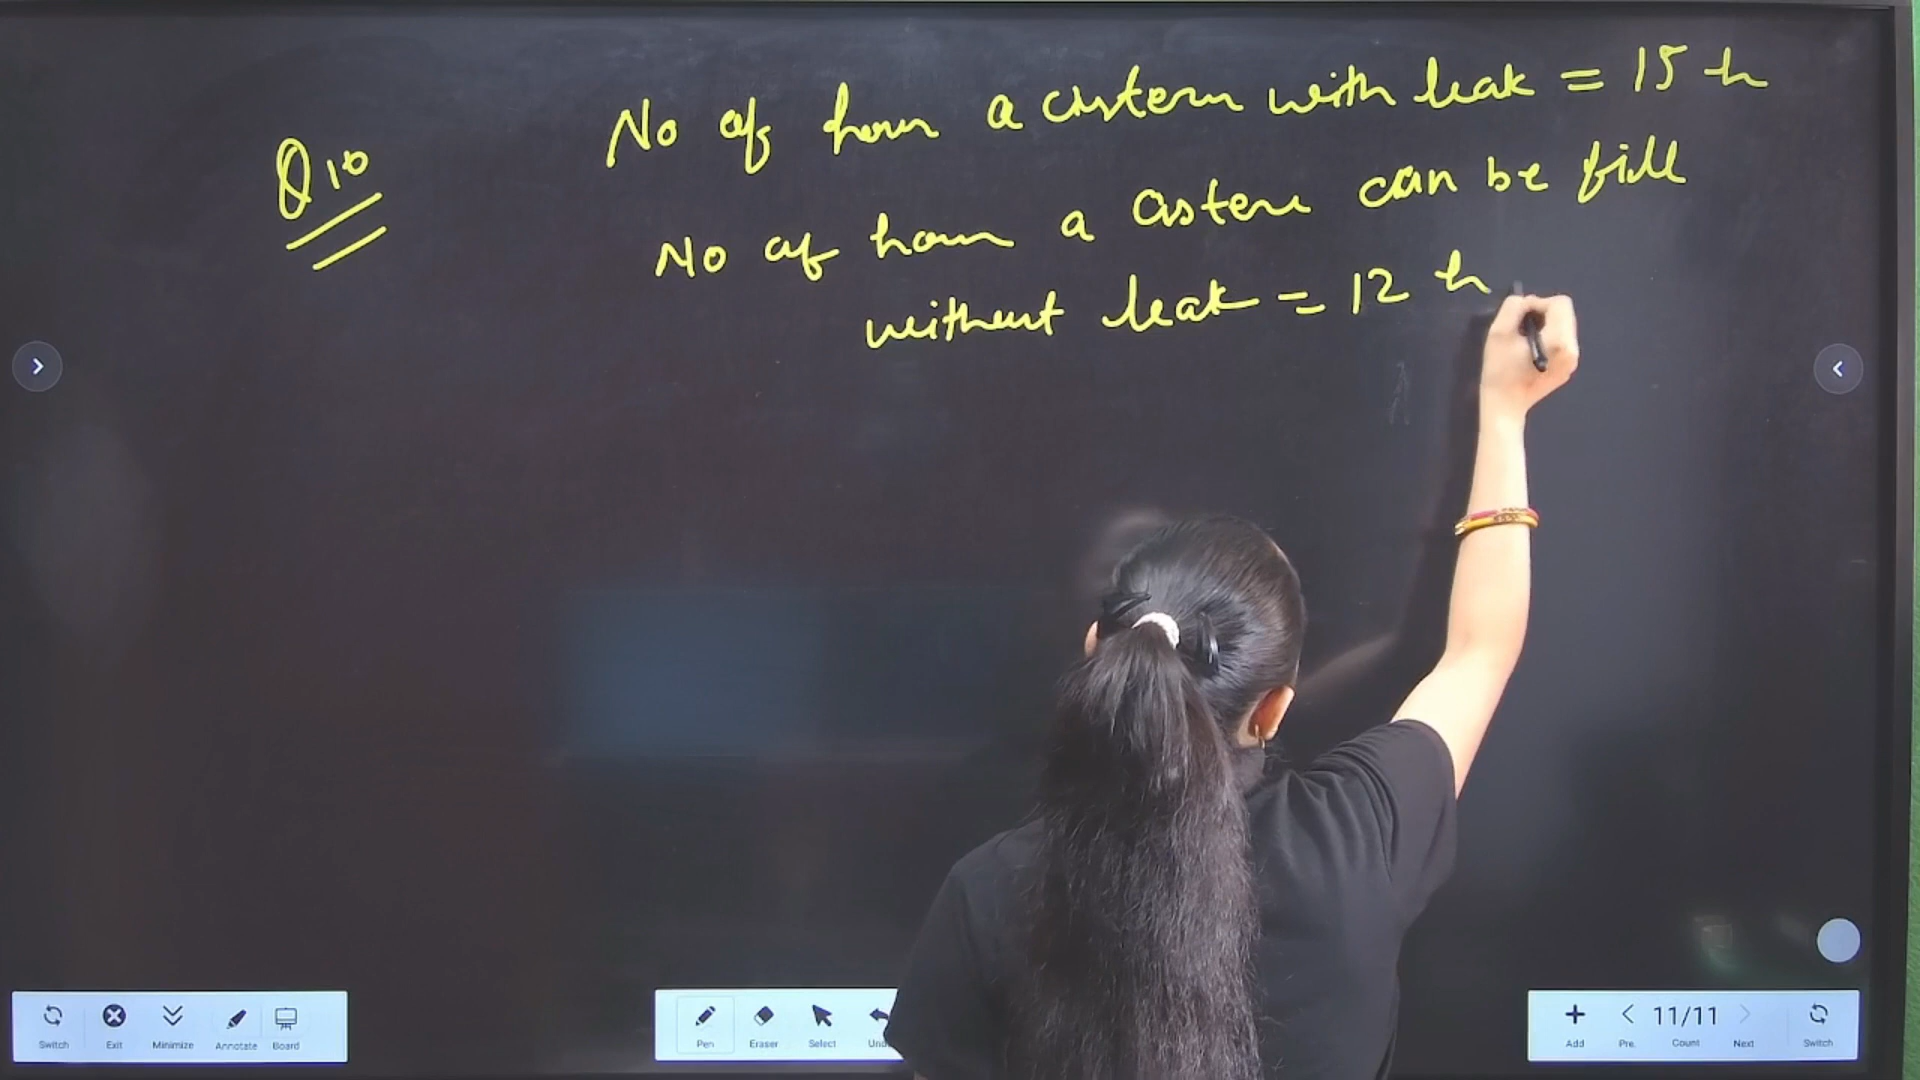 Q10
No of hour a cistern with leak = 15 h
No of hour a cistern can be fill
without leak = 12 h
Switch Exit Minimize Annotate Board
Pen Eraser Select Und
Add Pre. 11/11 Count Next Switch